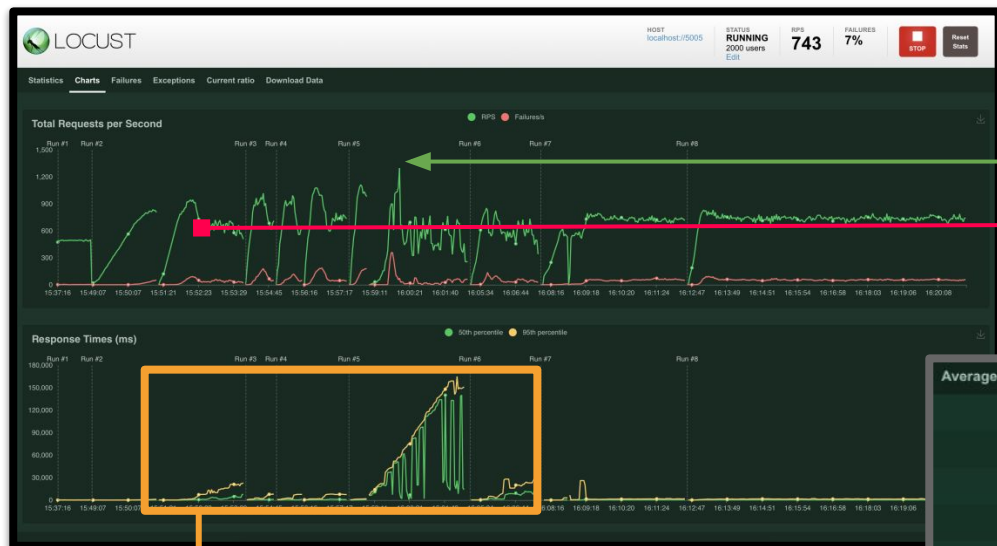 LOCUST
HOST
localhost://5005
STATUS
RUNNING
2000 users
Edit
RPS
743
FAILURES
7%
STOP
Reset
Stats
Statistics Charts Failures Exceptions Current ratio Download Data
Total Requests per Second
RPS Failures/s
Run #1 Run #2 Run #3 Run #4 Run #5 Run #6 Run #7 Run #8
1,500
1,200
900
600
300
0
15:37:16 15:49:07 15:50:07 15:51:21 15:52:23 15:53:29 15:54:45 15:56:16 15:57:17 15:59:11 16:00:21 16:01:40 16:05:34 16:06:44 16:08:16 16:09:18 16:10:20 16:11:24 16:12:47 16:13:49 16:14:51 16:15:54 16:16:58 16:18:03 16:19:06 16:20:08
Response Times (ms)
50th percentile 95th percentile
Run #1 Run #2 Run #3 Run #4 Run #5 Run #6 Run #7 Run #8
180,000
150,000
120,000
90,000
60,000
30,000
0
15:37:16 15:49:07 15:50:07 16:08:16 16:09:18 16:10:20 16:11:24 16:12:47 16:13:49 16:14:51 16:15:54 16:16:58 16:18:03 16:19:06
Average